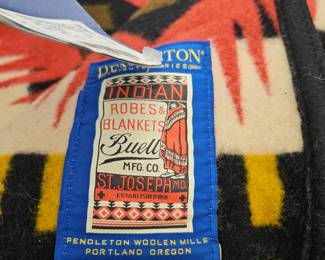 PENDLETON®
INDIAN
ROBES &
BLANKETS
Buell
MFG. CO.
ST. JOSEPH MO.
"PENDLETON WOOLEN MILLS"
PORTLAND OREGON